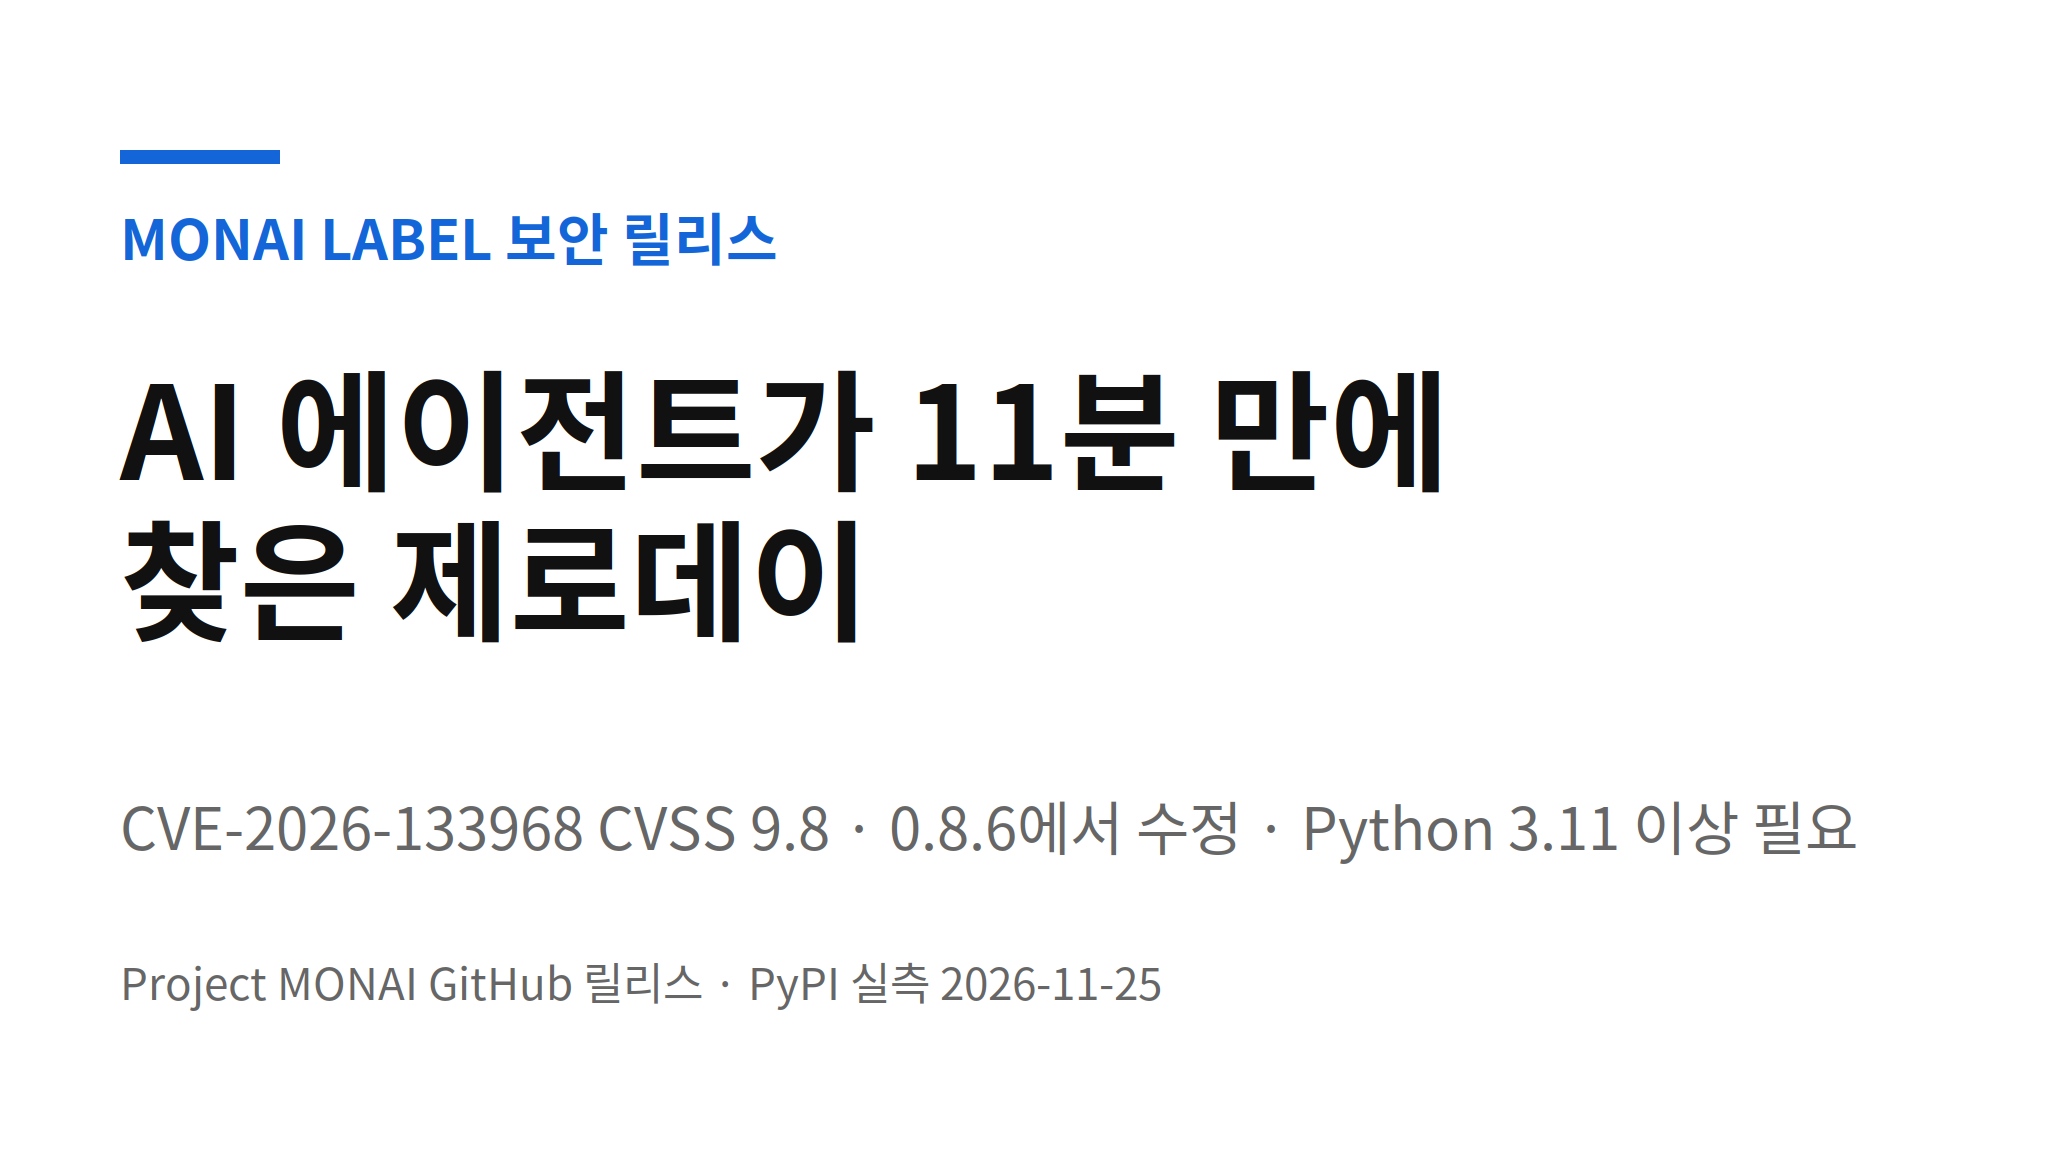 MONAI LABEL 보안 릴리스
AI 에이전트가 11분 만에
찾은 제로데이
CVE-2026-133968 CVSS 9.8 · 0.8.6에서 수정 · Python 3.11 이상 필요
Project MONAI GitHub 릴리스 · PyPI 실측 2026-11-25